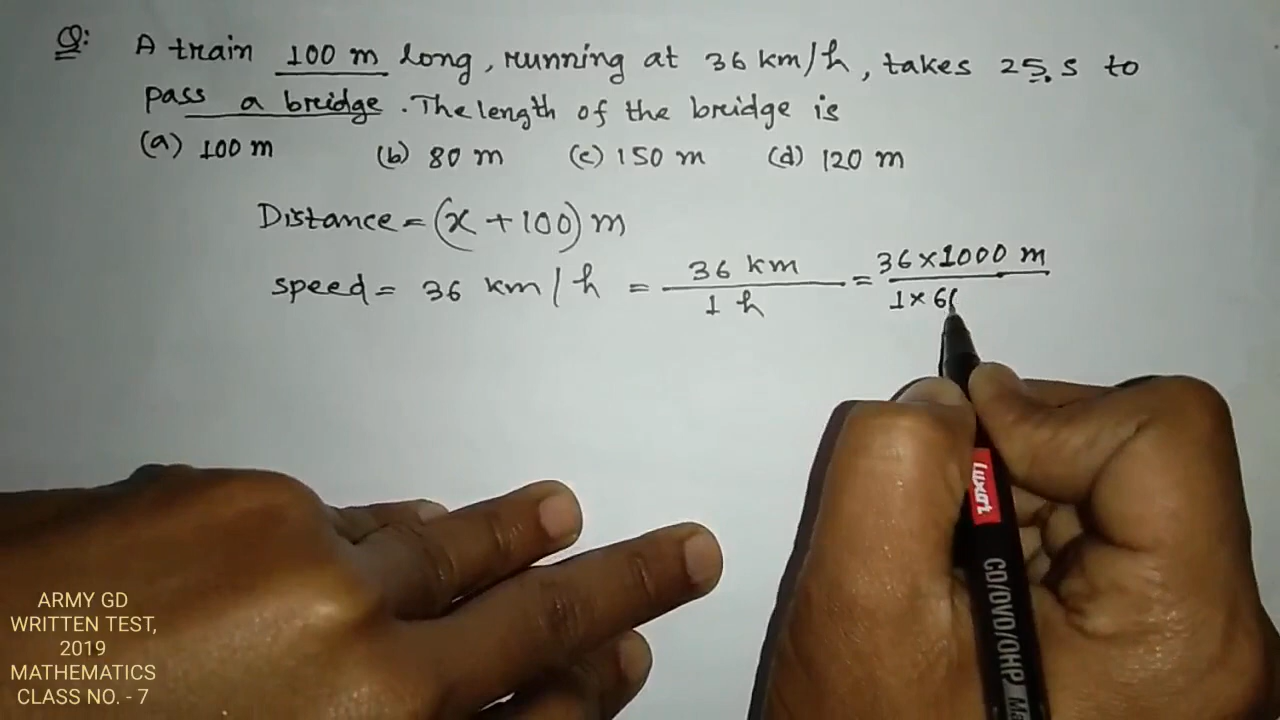 Q: A train 100 m long, running at 36 km/h, takes 25 s to
pass a bridge. The length of the bridge is
(a) 100 m (b) 80 m (c) 150 m (d) 120 m
Distance = (x + 100) m
speed = 36 km/h = 36 km / 1 h = 36 × 1000 m / 1 × 60
Luxor
CD/DVD/OHP
ARMY GD
WRITTEN TEST,
2019
MATHEMATICS
CLASS NO. - 7